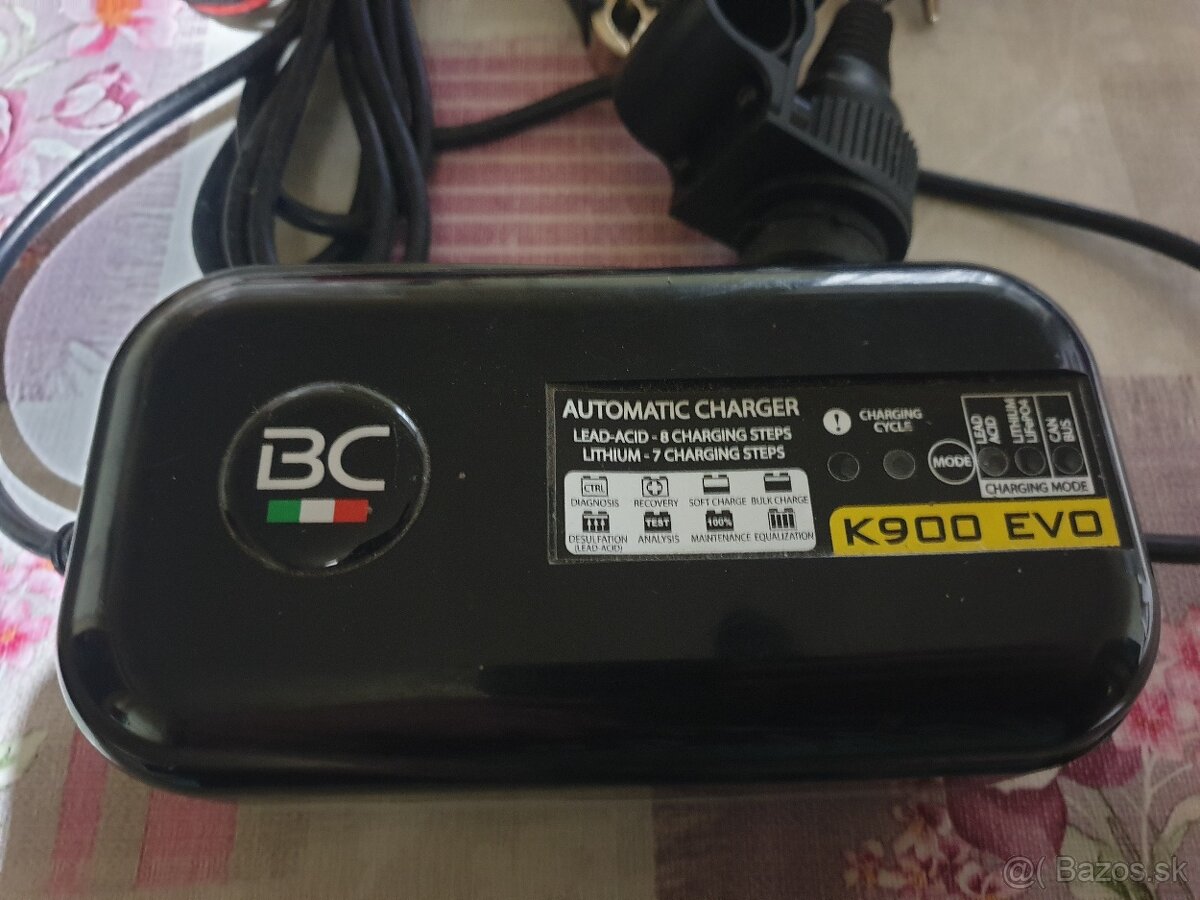 BC
AUTOMATIC CHARGER
LEAD-ACID - 8 CHARGING STEPS
LITHIUM - 7 CHARGING STEPS
CTRL
DIAGNOSIS RECOVERY SOFT CHARGE BULK CHARGE
TEST 100%
DESULFATION ANALYSIS MAINTENANCE EQUALIZATION
(LEAD-ACID)
! CHARGING
CYCLE
MODE
LEAD
ACID
LITHIUM
LiFePO4
CAN
BUS
CHARGING MODE
K900 EVO
@( Bazos.sk